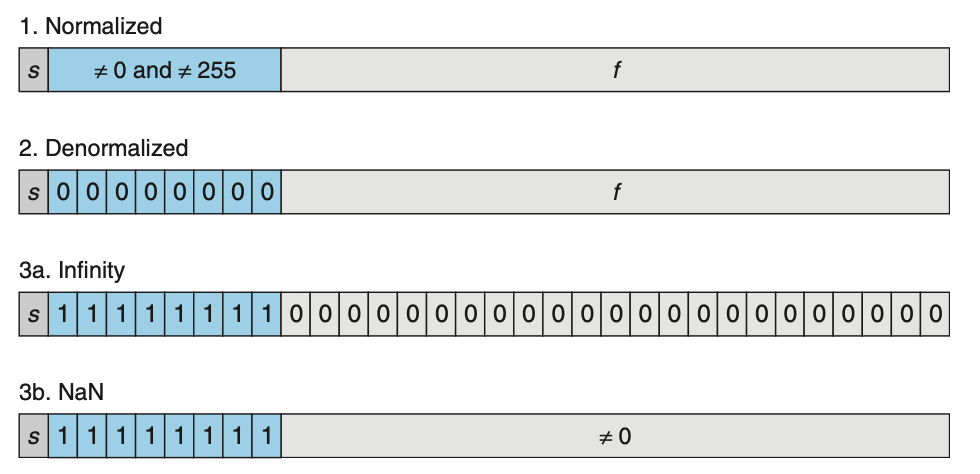 1. Normalized
s ≠ 0 and ≠ 255 f
2. Denormalized
s 0 0 0 0 0 0 0 0 f
3a. Infinity
s 1 1 1 1 1 1 1 1 0 0 0 0 0 0 0 0 0 0 0 0 0 0 0 0 0 0 0 0 0 0 0
3b. NaN
s 1 1 1 1 1 1 1 1 ≠ 0